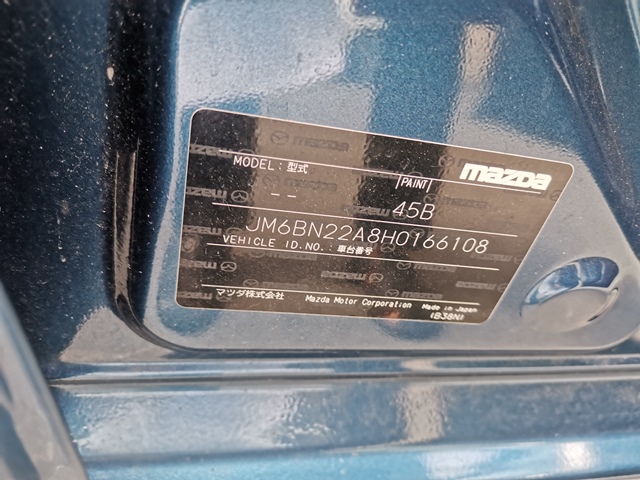 MODEL: 型式 PAINT mazda
-- 45B
JM6BN22A8H0166108
VEHICLE ID.NO.: 車台番号
マツダ株式会社 Mazda Motor Corporation Made in Japan
(B38N)